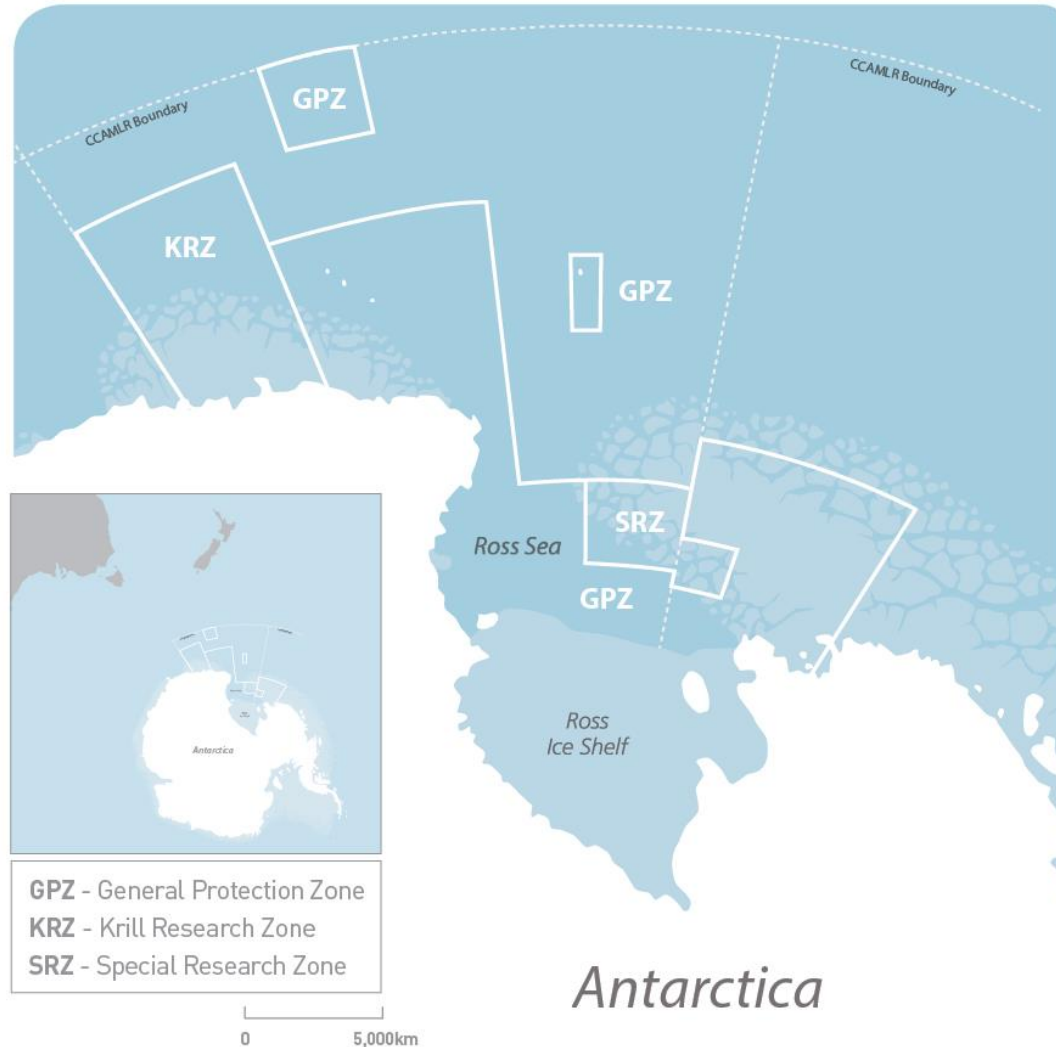 CCAMLR Boundary
CCAMLR Boundary
GPZ
KRZ
GPZ
SRZ
Ross Sea
GPZ
Ross
Ice Shelf
Antarctica
GPZ - General Protection Zone
KRZ - Krill Research Zone
SRZ - Special Research Zone
Antarctica
0 5,000km